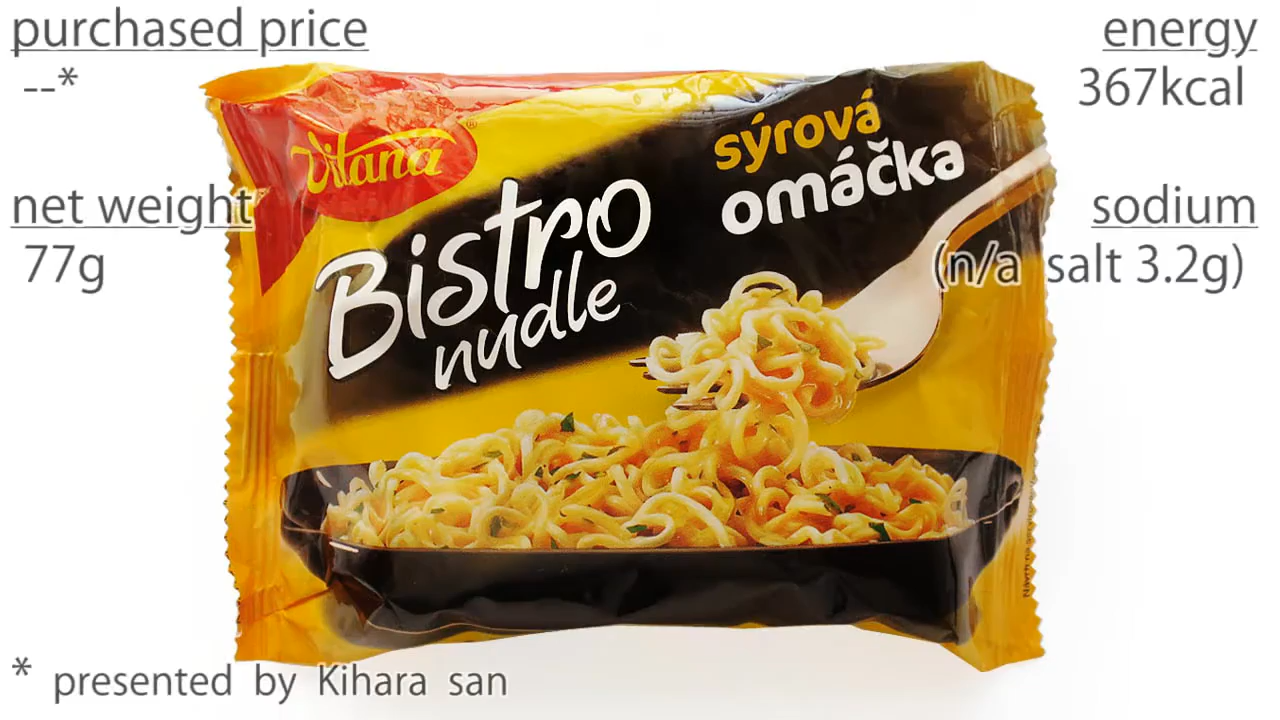 purchased price
--*
energy
367kcal
net weight
77g
sodium
(n/a salt 3.2g)
Vitana®
Bistro
nudle
sýrová
omáčka
* presented by Kihara san